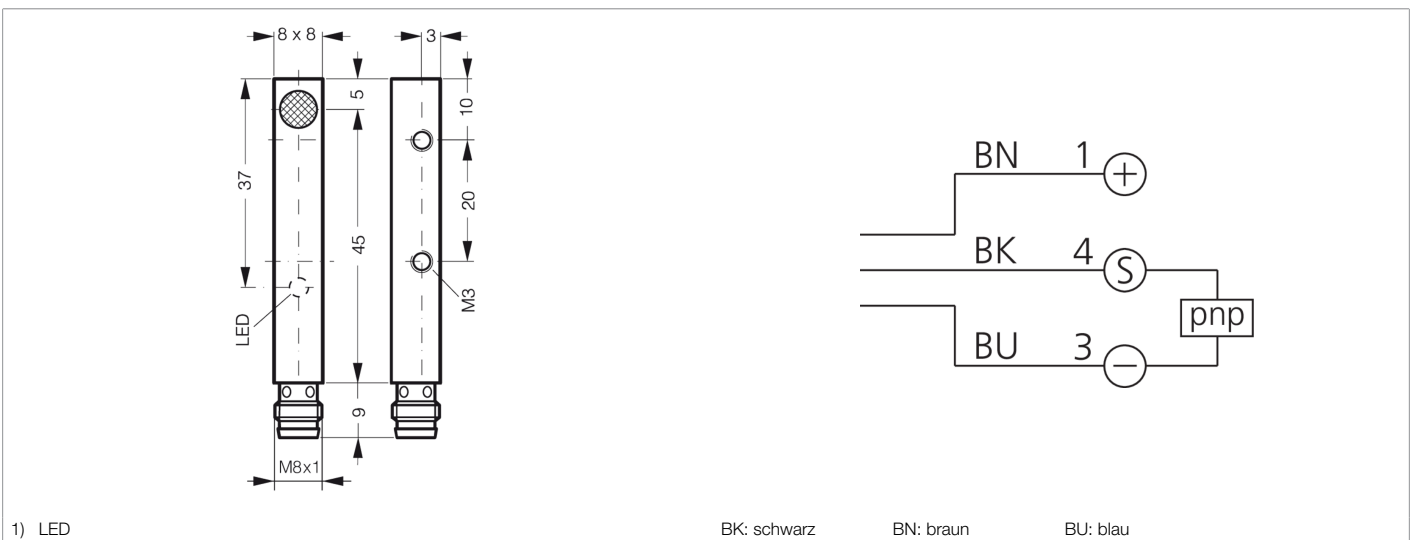 8 x 8
3
5
10
37
45
20
LED
M3
9
M8x1
BN 1 +
BK 4 S
pnp
BU 3 −
1) LED
BK: schwarz BN: braun BU: blau